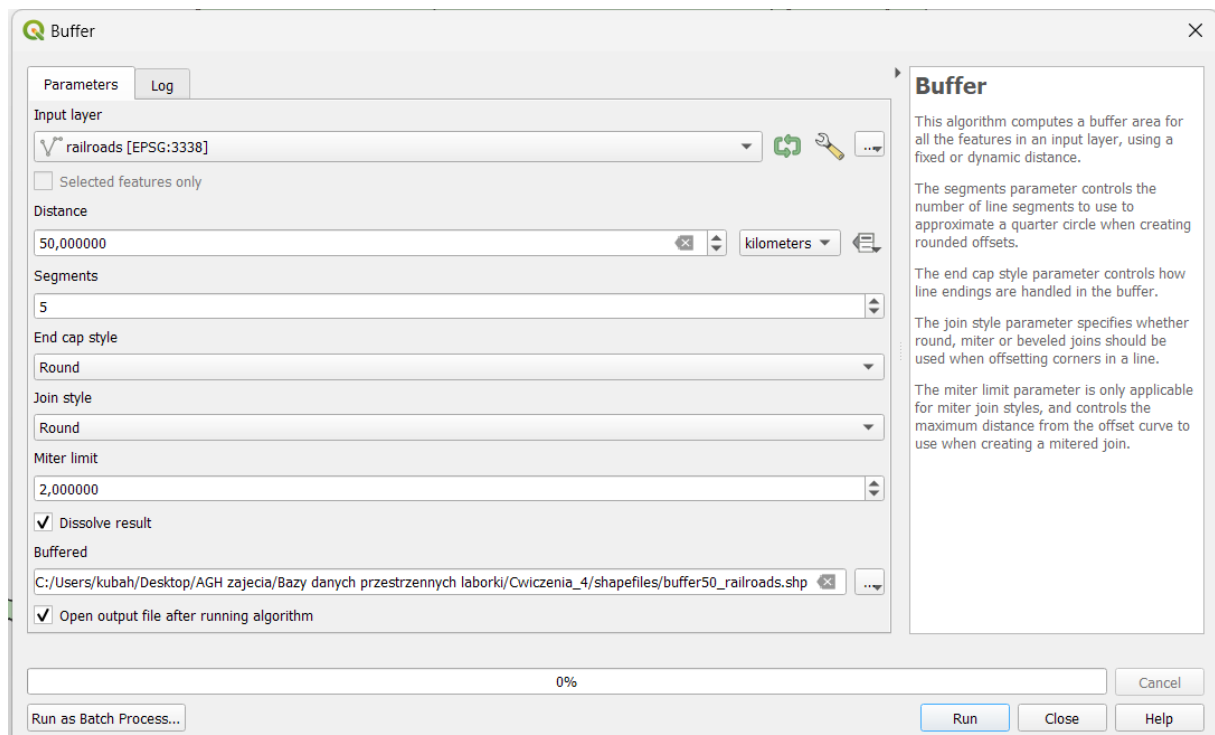 Buffer
Parameters
Log
Input layer
railroads [EPSG:3338]
Selected features only
Distance
50,000000
kilometers
Segments
5
End cap style
Round
Join style
Round
Miter limit
2,000000
Dissolve result
Buffered
C:/Users/kubah/Desktop/AGH zajecia/Bazy danych przestrzennych laborki/Cwiczenia_4/shapefiles/buffer50_railroads.shp
Open output file after running algorithm
Buffer
This algorithm computes a buffer area for
all the features in an input layer, using a
fixed or dynamic distance.
The segments parameter controls the
number of line segments to use to
approximate a quarter circle when creating
rounded offsets.
The end cap style parameter controls how
line endings are handled in the buffer.
The join style parameter specifies whether
round, miter or beveled joins should be
used when offsetting corners in a line.
The miter limit parameter is only applicable
for miter join styles, and controls the
maximum distance from the offset curve to
use when creating a mitered join.
0%
Cancel
Run as Batch Process...
Run
Close
Help